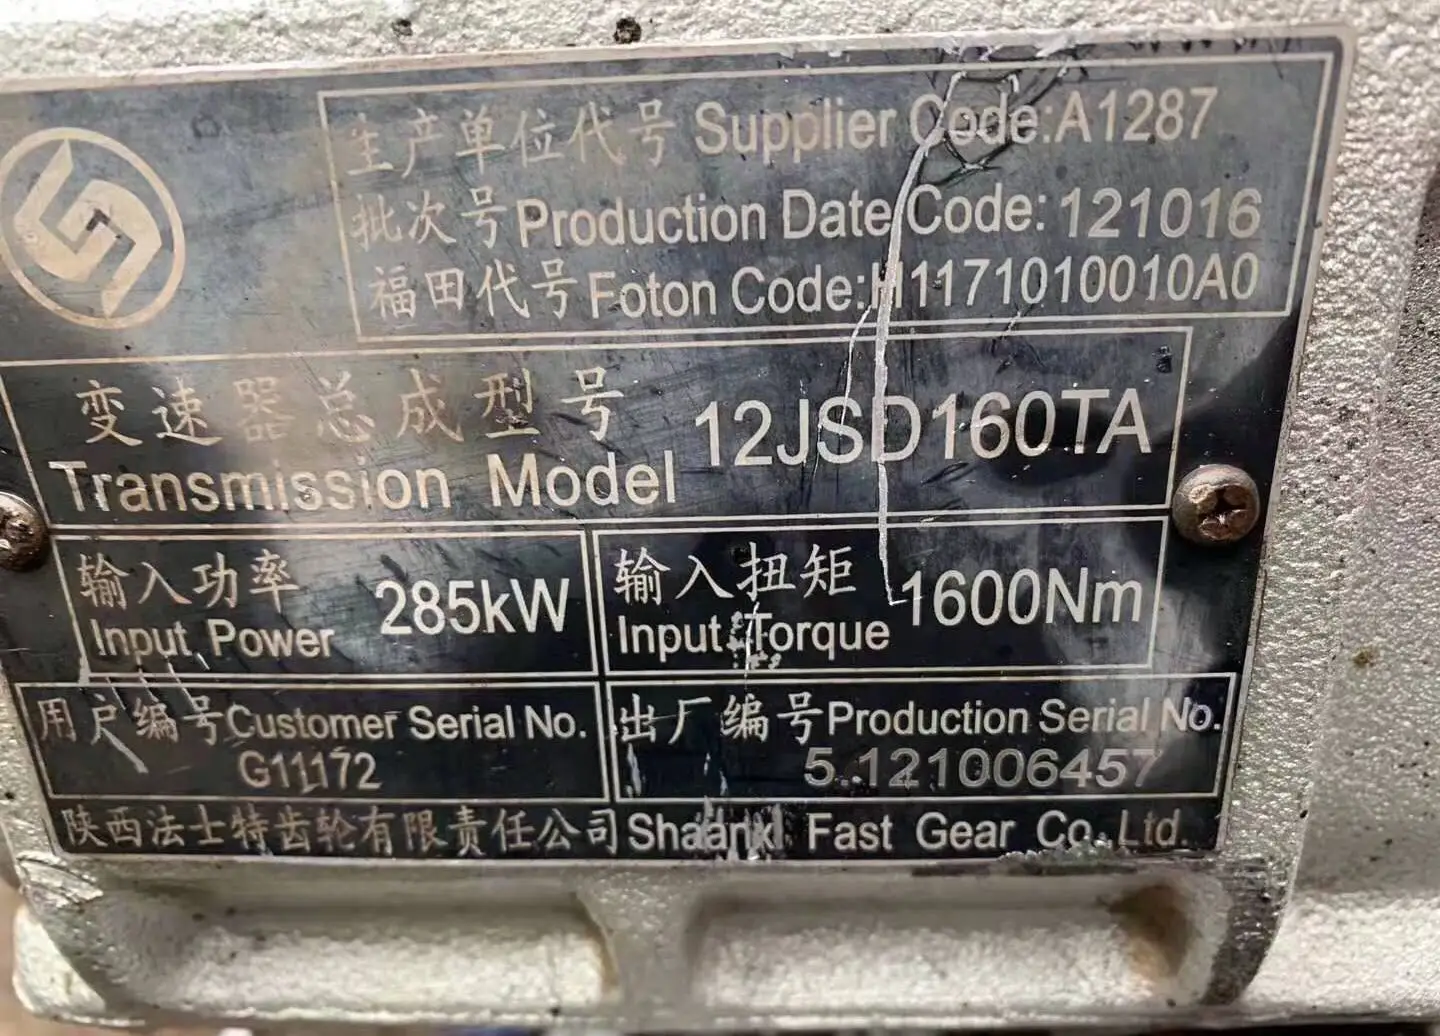 生产单位代号 Supplier Code:A1287
批次号 Production Date Code:121016
福田代号 Foton Code:H1171010010A0
变速器总成型号 12JSD160TA
Transmission Model
输入功率 285kW
Input Power
输入扭矩 1600Nm
Input Torque
用户编号 Customer Serial No.
G11172
出厂编号 Production Serial No.
5.121006457
陕西法士特齿轮有限责任公司 Shaanxi Fast Gear Co.,Ltd.